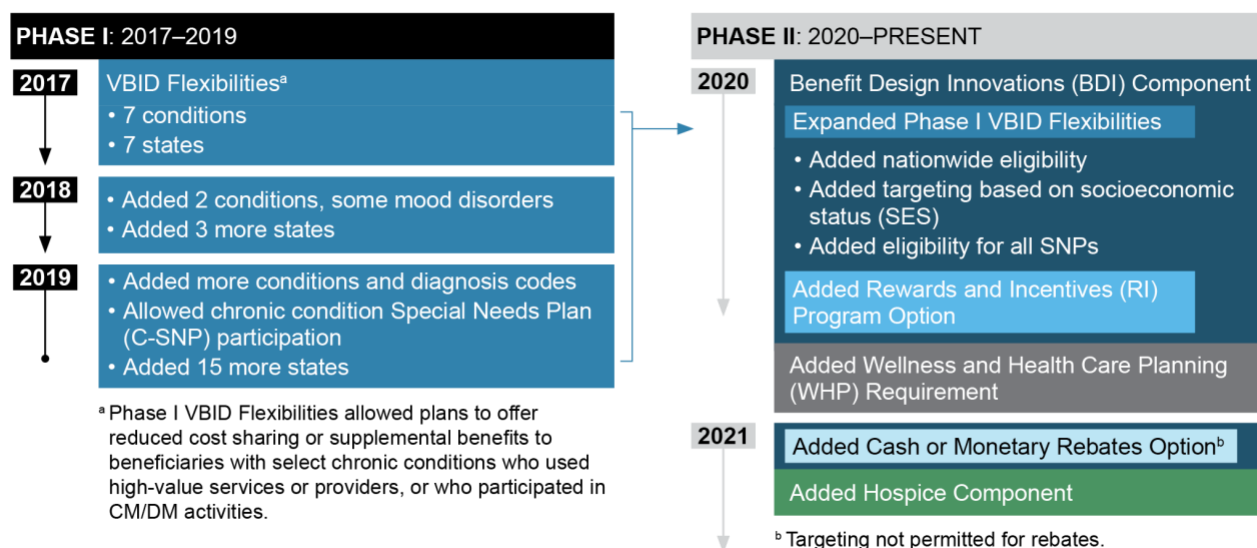 PHASE I: 2017–2019
2017
VBID Flexibilitiesᵃ
• 7 conditions
• 7 states
2018
• Added 2 conditions, some mood disorders
• Added 3 more states
2019
• Added more conditions and diagnosis codes
• Allowed chronic condition Special Needs Plan
(C-SNP) participation
• Added 15 more states
ᵃ Phase I VBID Flexibilities allowed plans to offer
reduced cost sharing or supplemental benefits to
beneficiaries with select chronic conditions who used
high-value services or providers, or who participated in
CM/DM activities.
PHASE II: 2020–PRESENT
2020
Benefit Design Innovations (BDI) Component
Expanded Phase I VBID Flexibilities
• Added nationwide eligibility
• Added targeting based on socioeconomic
status (SES)
• Added eligibility for all SNPs
Added Rewards and Incentives (RI)
Program Option
Added Wellness and Health Care Planning
(WHP) Requirement
2021
Added Cash or Monetary Rebates Optionᵇ
Added Hospice Component
ᵇ Targeting not permitted for rebates.